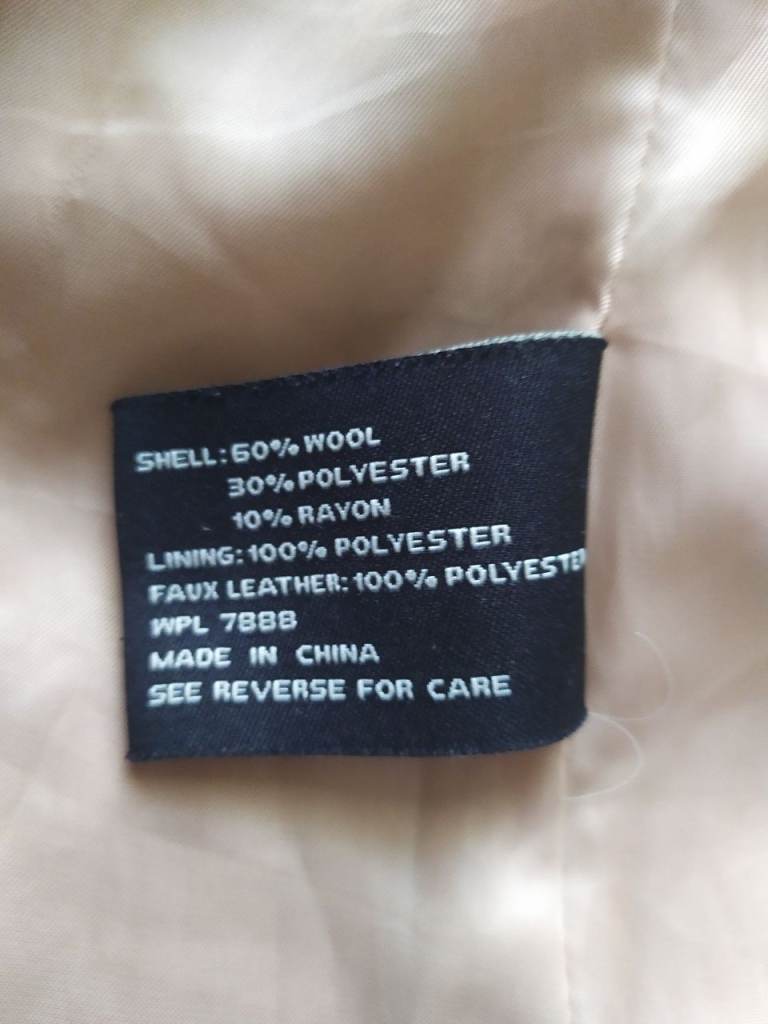 SHELL: 60% WOOL
30% POLYESTER
10% RAYON
LINING: 100% POLYESTER
FAUX LEATHER: 100% POLYESTE
WPL 7888
MADE IN CHINA
SEE REVERSE FOR CARE